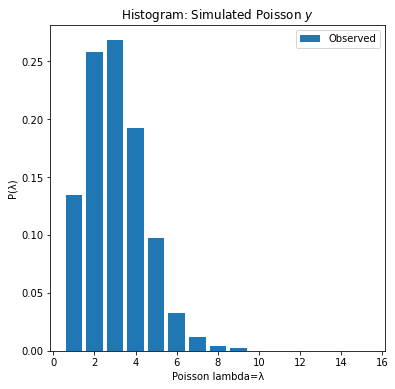 Histogram: Simulated Poisson y
Observed
0.25
0.20
0.15
0.10
0.05
0.00
P(λ)
0 2 4 6 8 10 12 14 16
Poisson lambda=λ